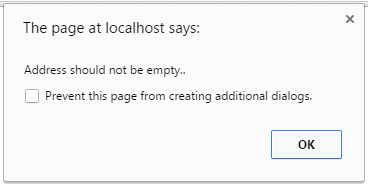 The page at localhost says:
Address should not be empty..
Prevent this page from creating additional dialogs.
OK